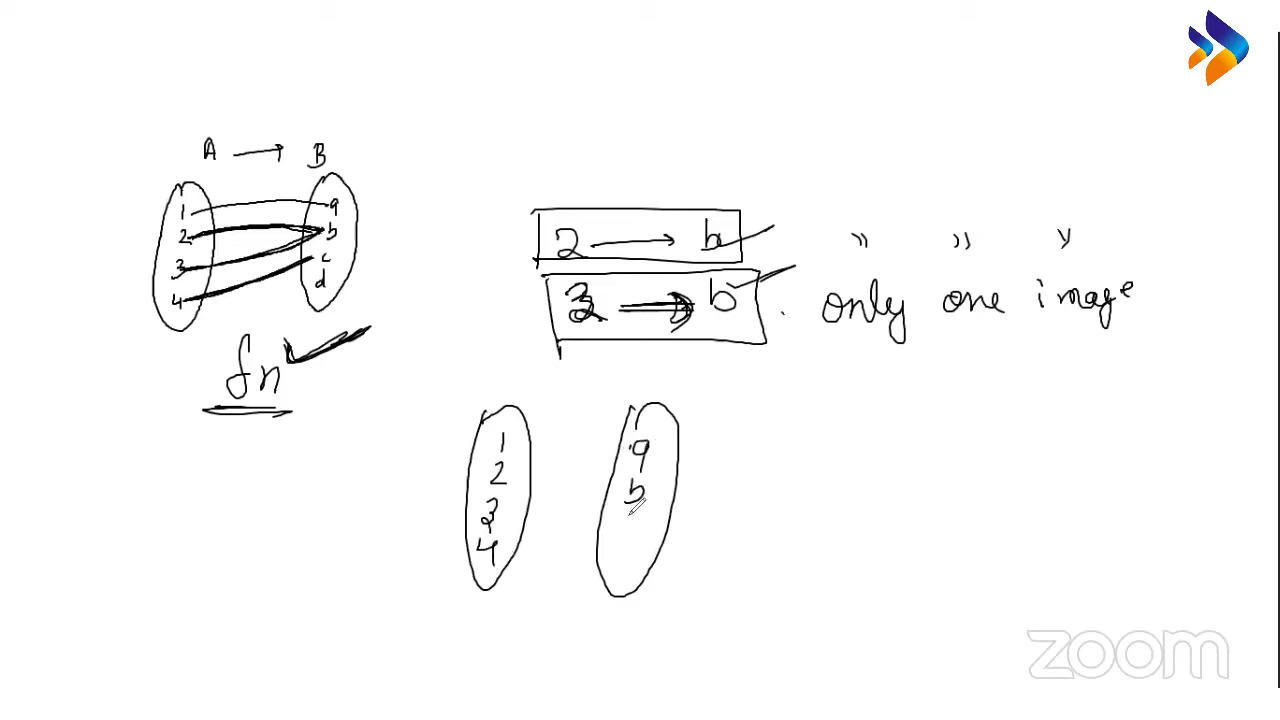 A → B
1 a
2 b
3 c
4 d
fn
2 → b " " "
3 → b . only one image
1 a
2 b
3
4
zoom